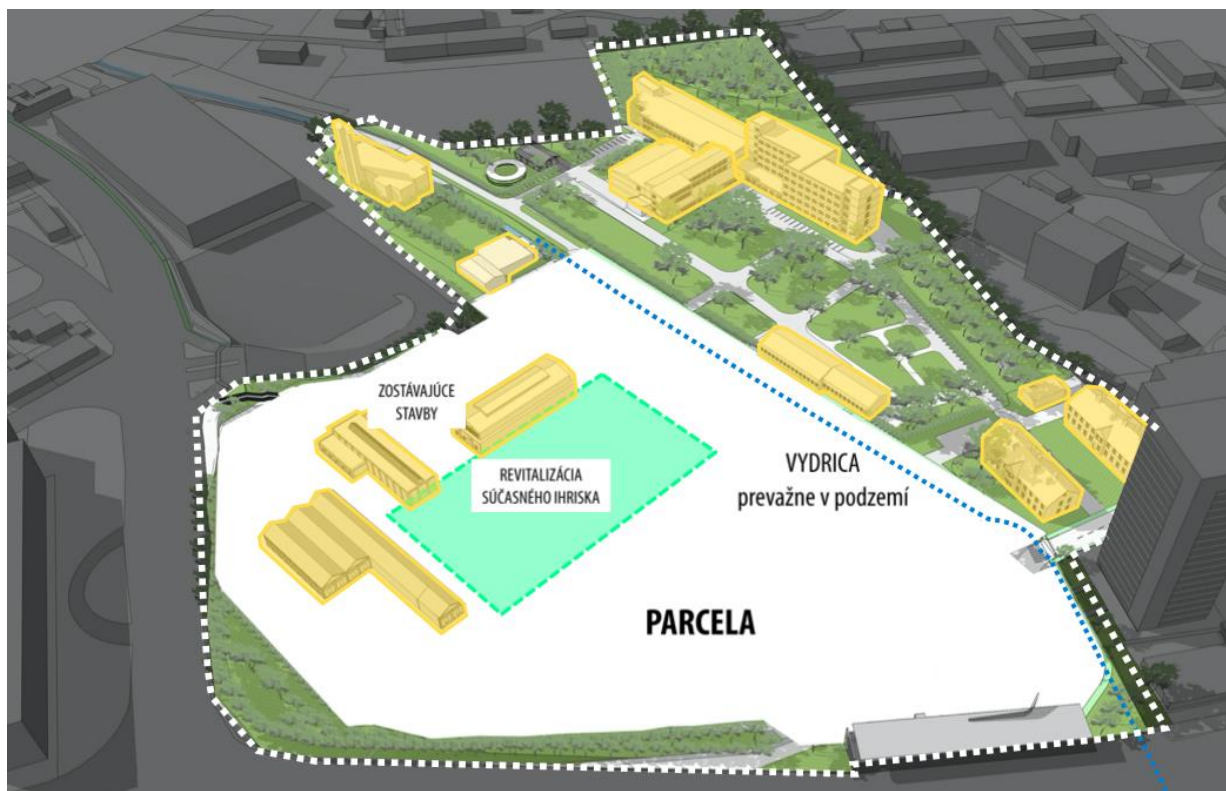 ZOSTÁVAJÚCE
STAVBY
REVITALIZÁCIA
SÚČASNÉHO IHRISKA
VYDRICA
prevažne v podzemí
PARCELA